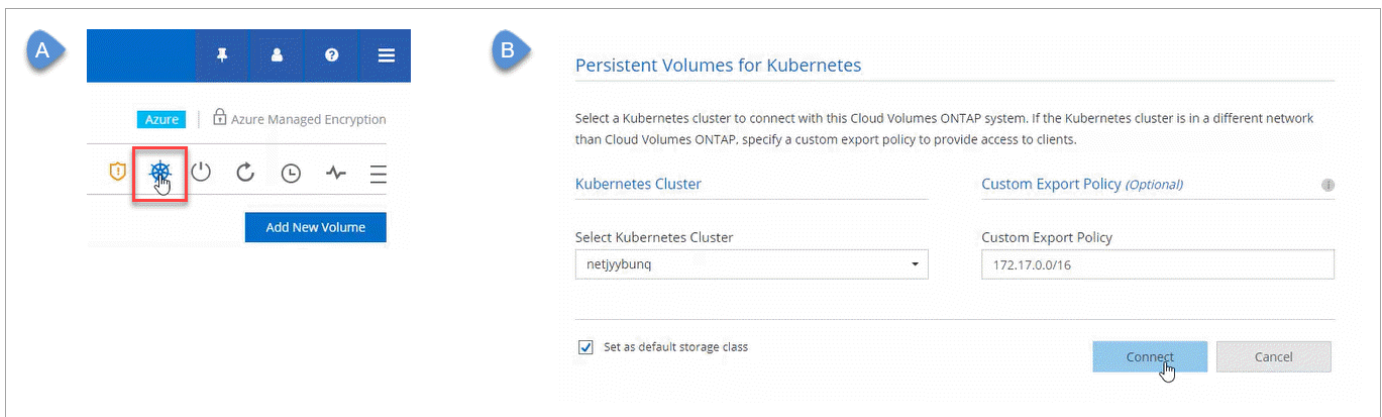 A
Azure
Azure Managed Encryption
Add New Volume
B
Persistent Volumes for Kubernetes
Select a Kubernetes cluster to connect with this Cloud Volumes ONTAP system. If the Kubernetes cluster is in a different network
than Cloud Volumes ONTAP, specify a custom export policy to provide access to clients.
Kubernetes Cluster
Custom Export Policy (Optional)
Select Kubernetes Cluster
Custom Export Policy
netjyybunq
172.17.0.0/16
Set as default storage class
Connect
Cancel